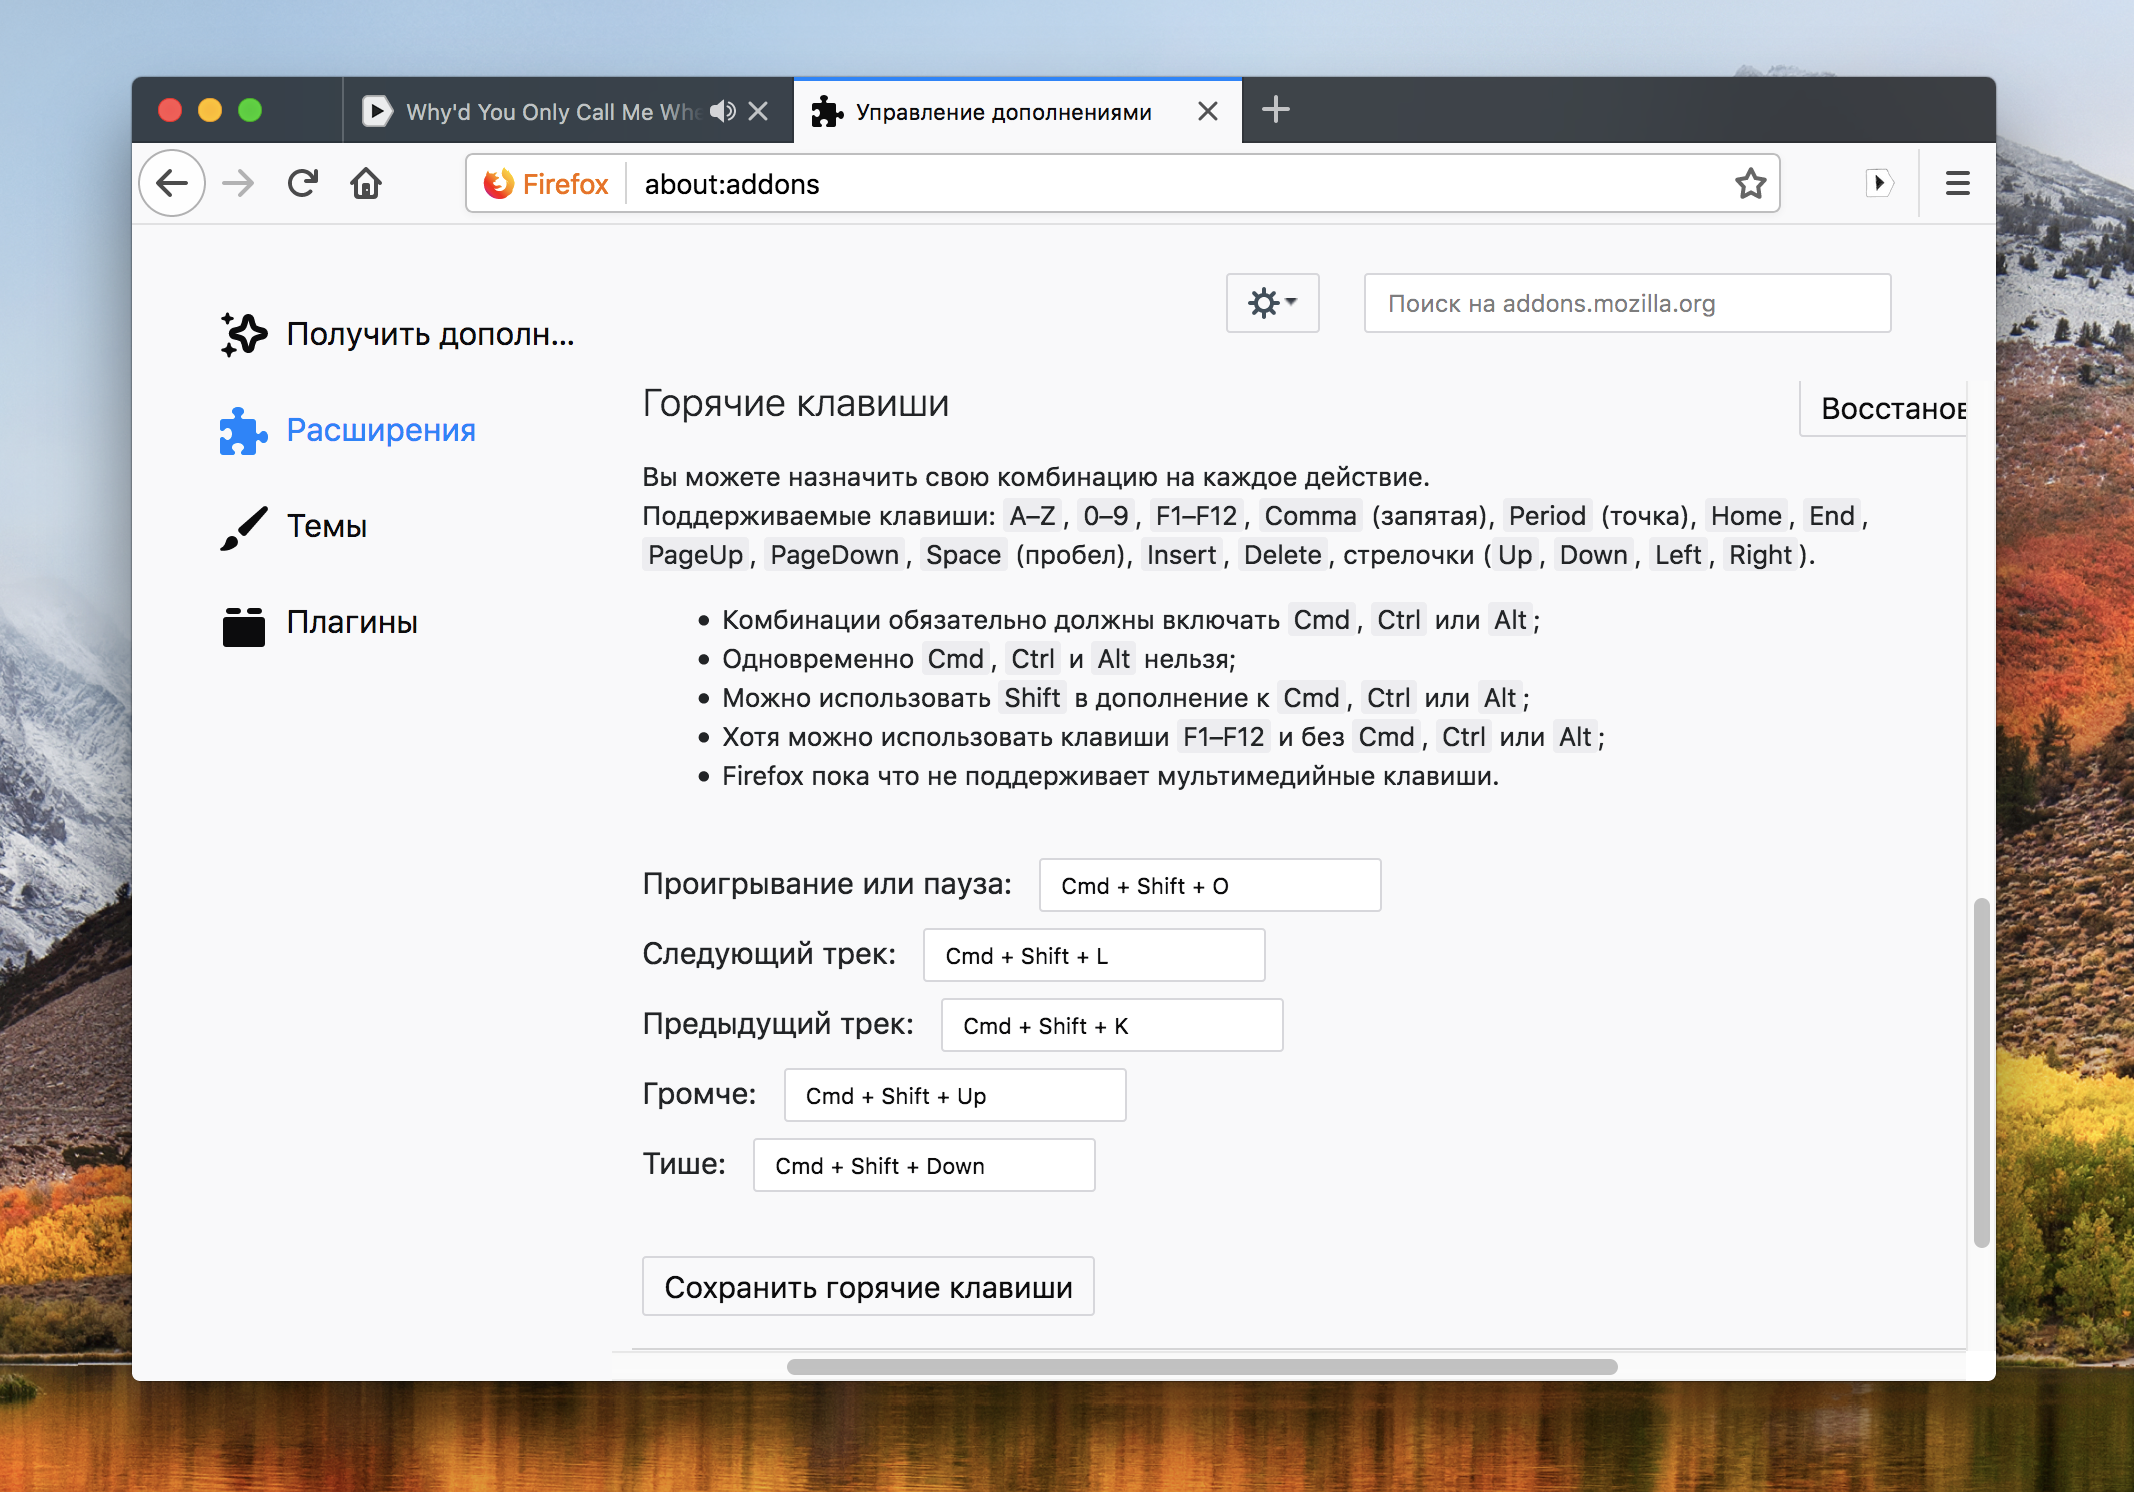 Why'd You Only Call Me Whe
Управление дополнениями
Firefox
about:addons
Поиск на addons.mozilla.org
Получить дополн...
Расширения
Темы
Плагины
Горячие клавиши
Восстанов
Вы можете назначить свою комбинацию на каждое действие.
Поддерживаемые клавиши: A–Z, 0–9, F1–F12, Comma (запятая), Period (точка), Home, End,
PageUp, PageDown, Space (пробел), Insert, Delete, стрелочки (Up, Down, Left, Right).
• Комбинации обязательно должны включать Cmd, Ctrl или Alt;
• Одновременно Cmd, Ctrl и Alt нельзя;
• Можно использовать Shift в дополнение к Cmd, Ctrl или Alt;
• Хотя можно использовать клавиши F1–F12 и без Cmd, Ctrl или Alt;
• Firefox пока что не поддерживает мультимедийные клавиши.
Проигрывание или пауза: Cmd + Shift + O
Следующий трек: Cmd + Shift + L
Предыдущий трек: Cmd + Shift + K
Громче: Cmd + Shift + Up
Тише: Cmd + Shift + Down
Сохранить горячие клавиши